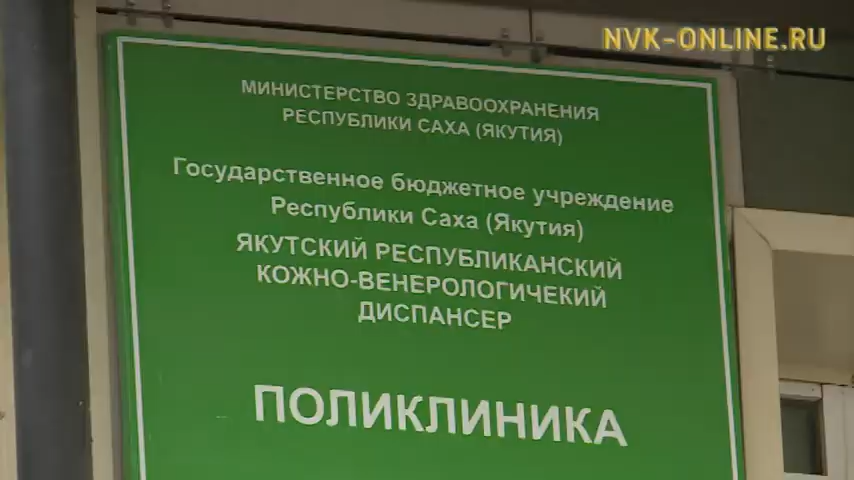 NVK-ONLINE.RU
МИНИСТЕРСТВО ЗДРАВООХРАНЕНИЯ
РЕСПУБЛИКИ САХА (ЯКУТИЯ)
Государственное бюджетное учреждение
Республики Саха (Якутия)
ЯКУТСКИЙ РЕСПУБЛИКАНСКИЙ
КОЖНО-ВЕНЕРОЛОГИЧЕКИЙ
ДИСПАНСЕР
ПОЛИКЛИНИКА